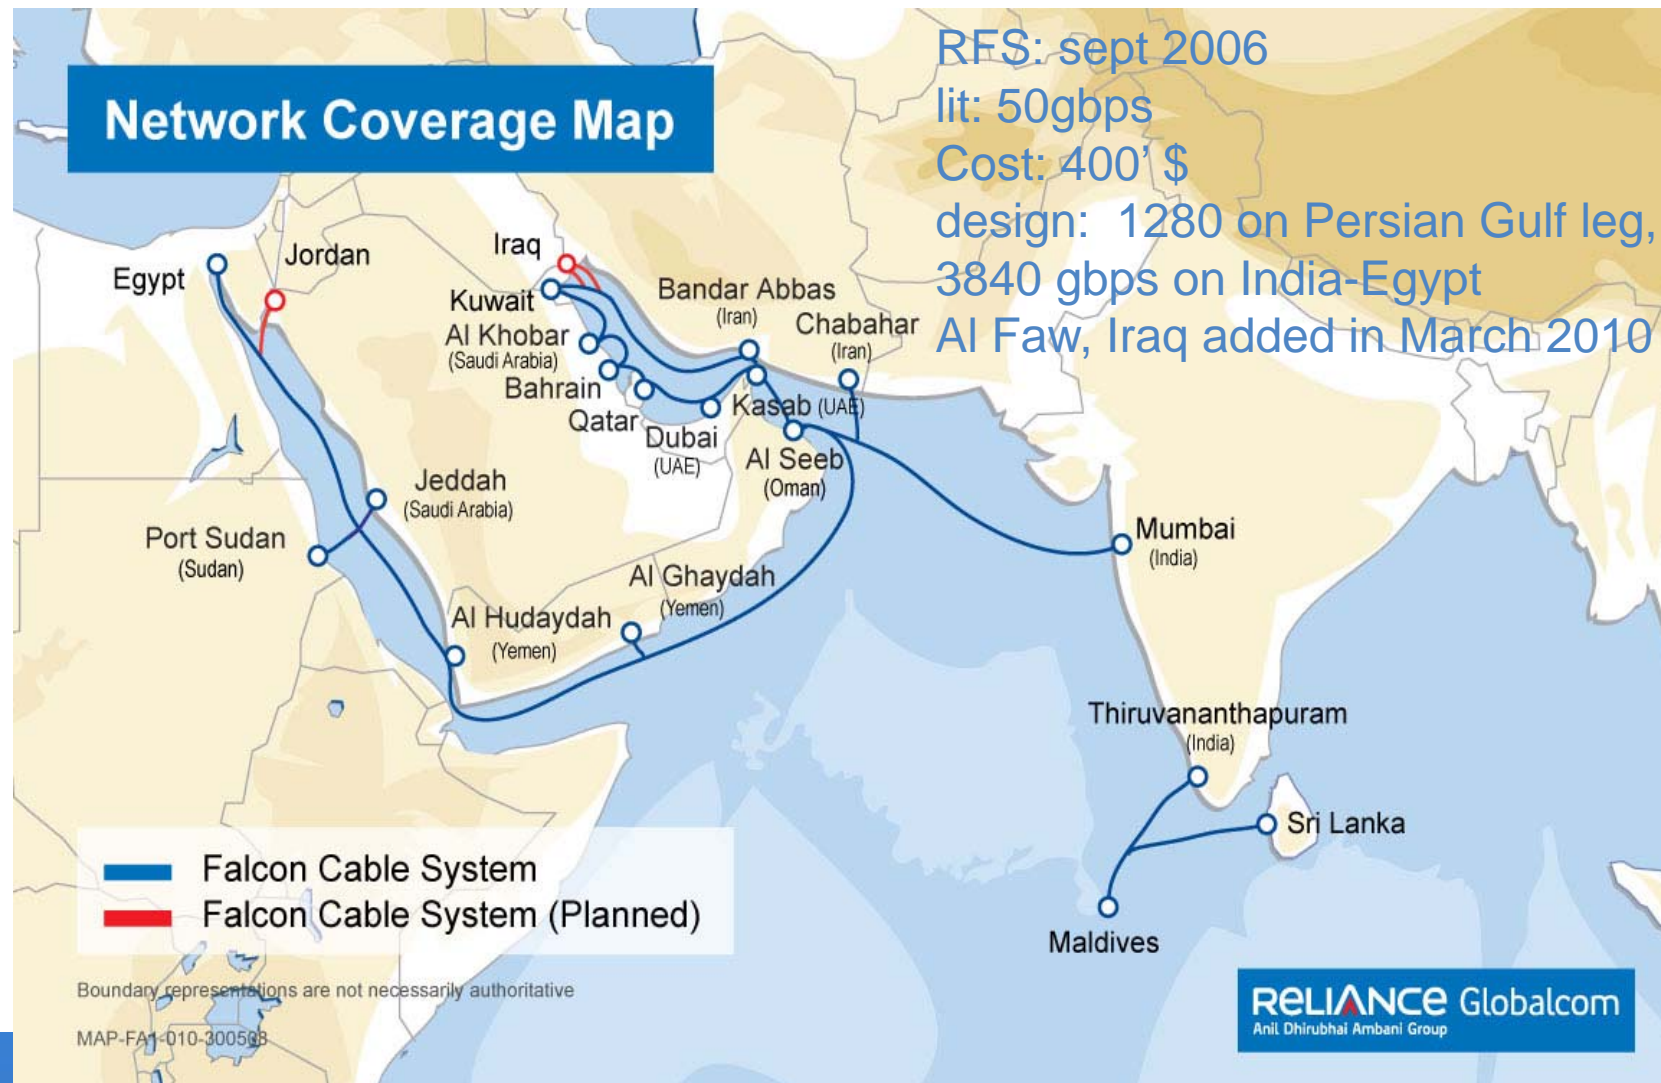 RFS: sept 2006
lit: 50gbps
Cost: 400' $
design:  1280 on Persian Gulf leg,
3840 gbps on India-Egypt
Al Faw, Iraq added in March 2010
Network Coverage Map
Egypt
Jordan
Iraq
Kuwait
Al Khobar
(Saudi Arabia)
Bahrain
Qatar
Dubai
(UAE)
Bandar Abbas
(Iran)
Chabahar
(Iran)
Kasab (UAE)
Al Seeb
(Oman)
Jeddah
(Saudi Arabia)
Port Sudan
(Sudan)
Al Hudaydah
(Yemen)
Al Ghaydah
(Yemen)
Mumbai
(India)
Thiruvananthapuram
(India)
Sri Lanka
Maldives
Falcon Cable System
Falcon Cable System (Planned)
Boundary representations are not necessarily authoritative
MAP-FA1-010-300508
RELIANCE Globalcom
Anil Dhirubhai Ambani Group